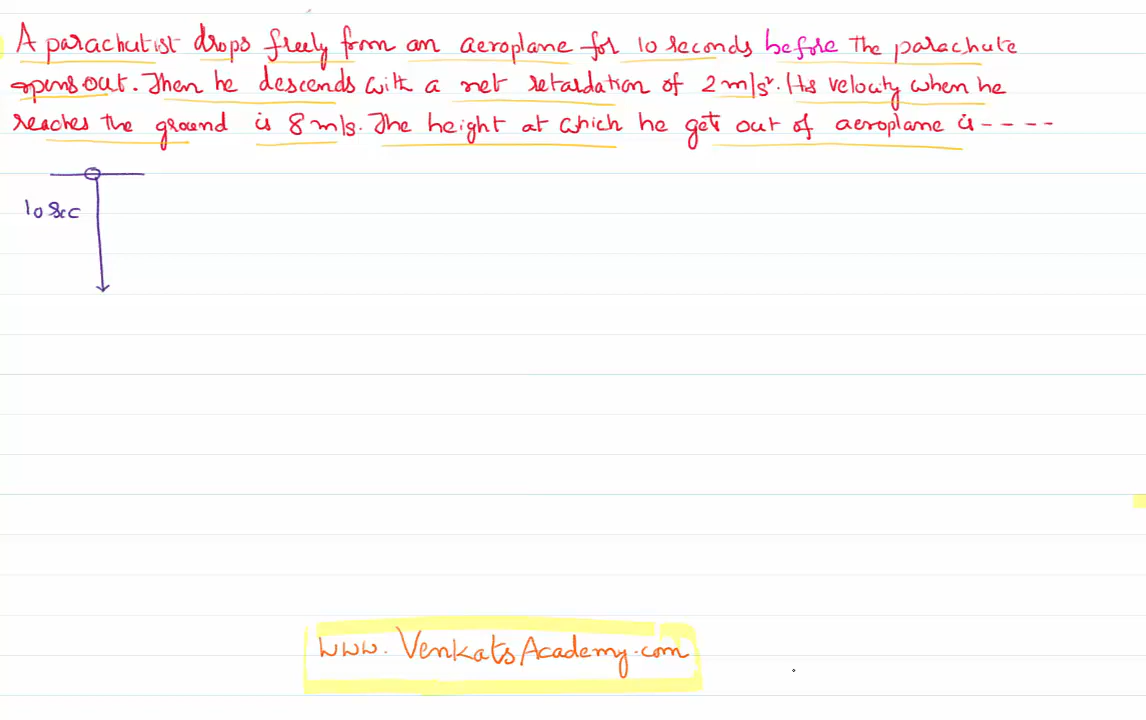 A parachutist drops freely from an aeroplane for 10 seconds before the parachute
opens out. Then he descends with a net retardation of 2 m/s². Its velocity when he
reaches the ground is 8 m/s. The height at which he gets out of aeroplane is ----
10 sec
www.VenkatsAcademy.com